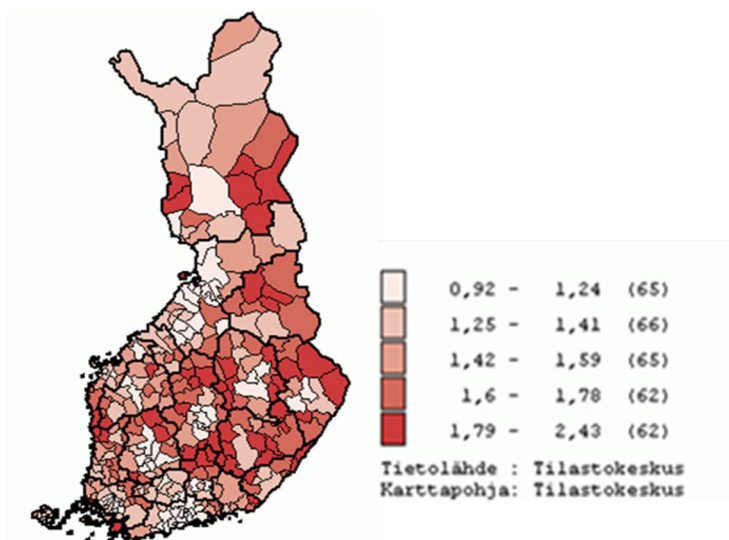 0,92 - 1,24 (65)
1,25 - 1,41 (66)
1,42 - 1,59 (65)
1,6 - 1,78 (62)
1,79 - 2,43 (62)
Tietolähde : Tilastokeskus
Karttapohja: Tilastokeskus